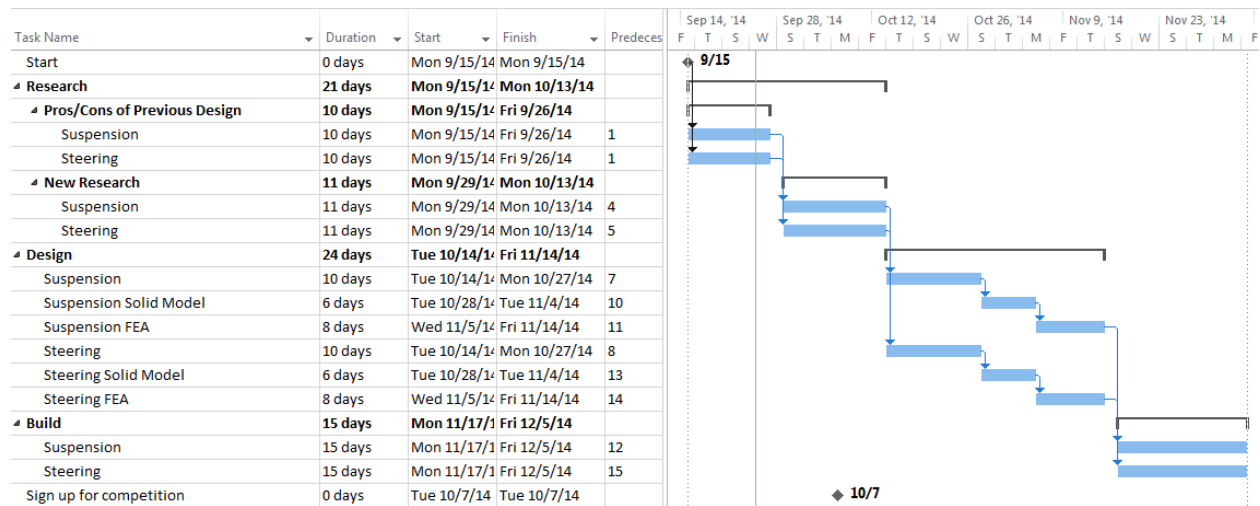 Sep 14, '14 Sep 28, '14 Oct 12, '14 Oct 26, '14 Nov 9, '14 Nov 23, '14
Task Name Duration Start Finish Predeces F T S W S T M F T S W S T M F T S W S T M F
Start 0 days Mon 9/15/14 Mon 9/15/14 9/15
Research 21 days Mon 9/15/14 Mon 10/13/14
Pros/Cons of Previous Design 10 days Mon 9/15/14 Fri 9/26/14
Suspension 10 days Mon 9/15/14 Fri 9/26/14 1
Steering 10 days Mon 9/15/14 Fri 9/26/14 1
New Research 11 days Mon 9/29/14 Mon 10/13/14
Suspension 11 days Mon 9/29/14 Mon 10/13/14 4
Steering 11 days Mon 9/29/14 Mon 10/13/14 5
Design 24 days Tue 10/14/14 Fri 11/14/14
Suspension 10 days Tue 10/14/14 Mon 10/27/14 7
Suspension Solid Model 6 days Tue 10/28/14 Tue 11/4/14 10
Suspension FEA 8 days Wed 11/5/14 Fri 11/14/14 11
Steering 10 days Tue 10/14/14 Mon 10/27/14 8
Steering Solid Model 6 days Tue 10/28/14 Tue 11/4/14 13
Steering FEA 8 days Wed 11/5/14 Fri 11/14/14 14
Build 15 days Mon 11/17/1 Fri 12/5/14
Suspension 15 days Mon 11/17/1 Fri 12/5/14 12
Steering 15 days Mon 11/17/1 Fri 12/5/14 15
Sign up for competition 0 days Tue 10/7/14 Tue 10/7/14 10/7